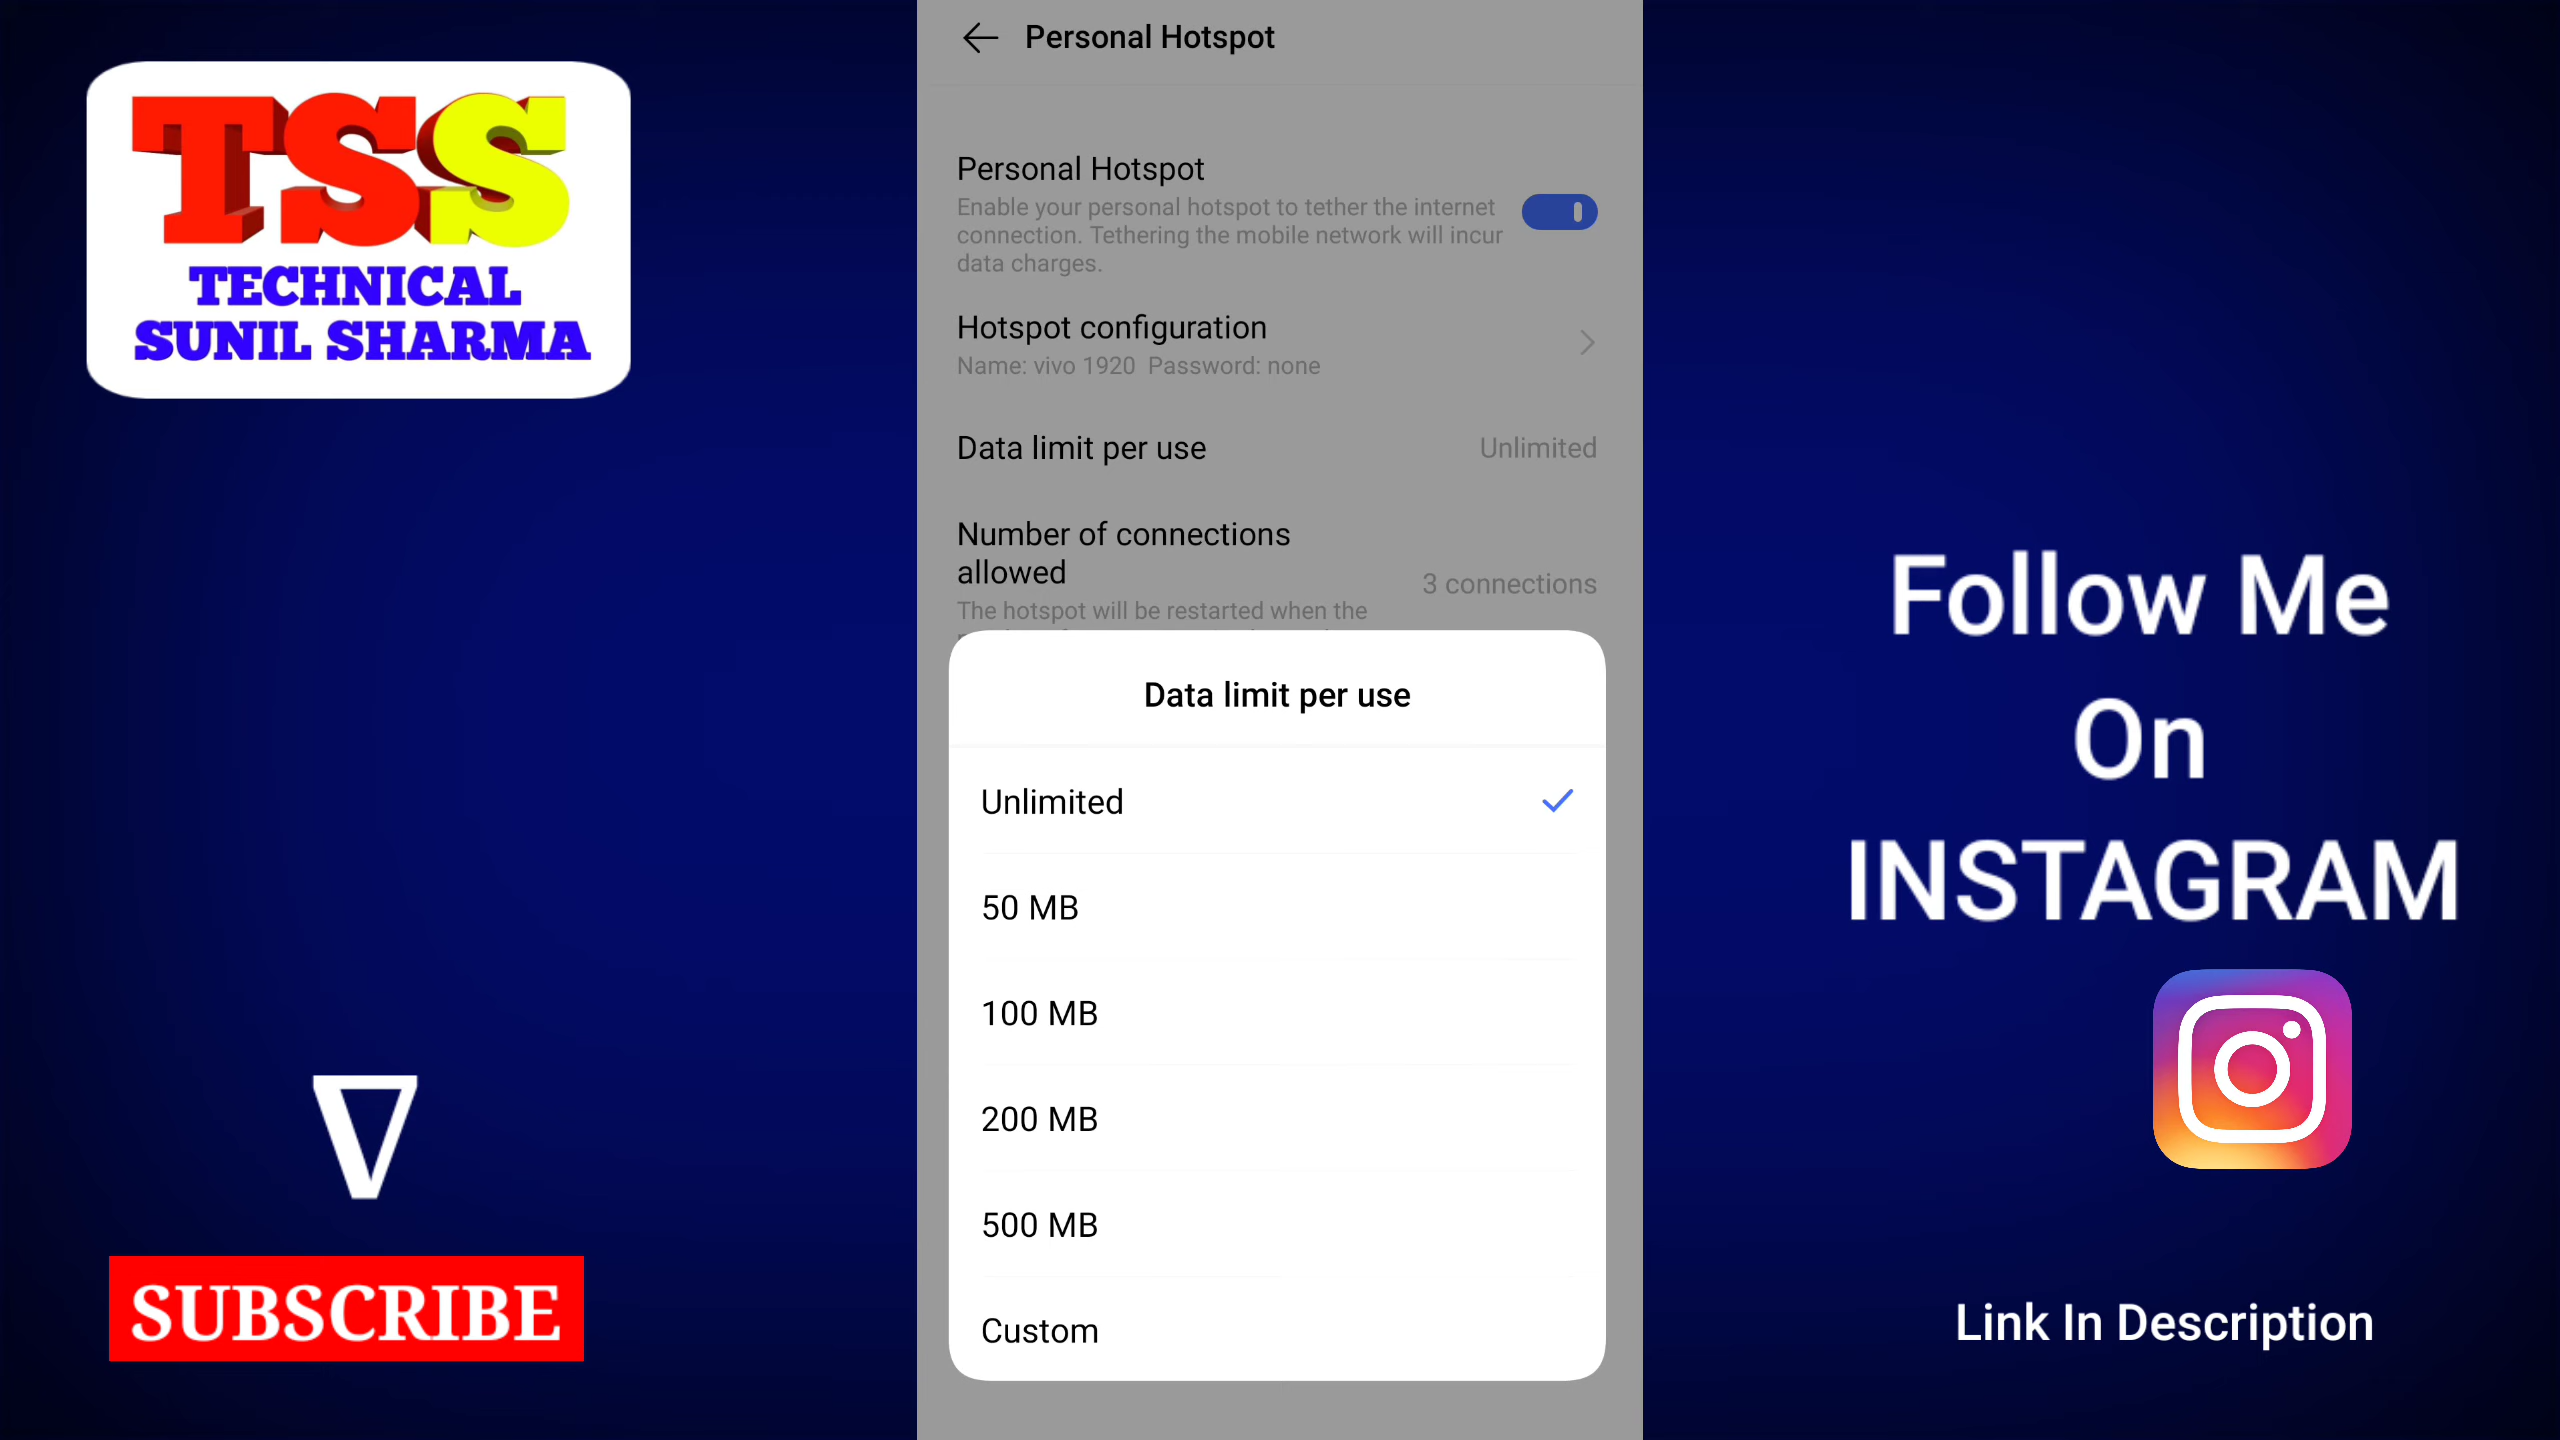 TSS
TECHNICAL
SUNIL SHARMA
SUBSCRIBE
Personal Hotspot
Personal Hotspot
Enable your personal hotspot to tether the internet
connection. Tethering the mobile network will incur
data charges.
Hotspot configuration
Name: vivo 1920 Password: none
Data limit per use
Unlimited
Number of connections
allowed
3 connections
The hotspot will be restarted when the
Data limit per use
Unlimited
50 MB
100 MB
200 MB
500 MB
Custom
Follow Me
On
INSTAGRAM
Link In Description